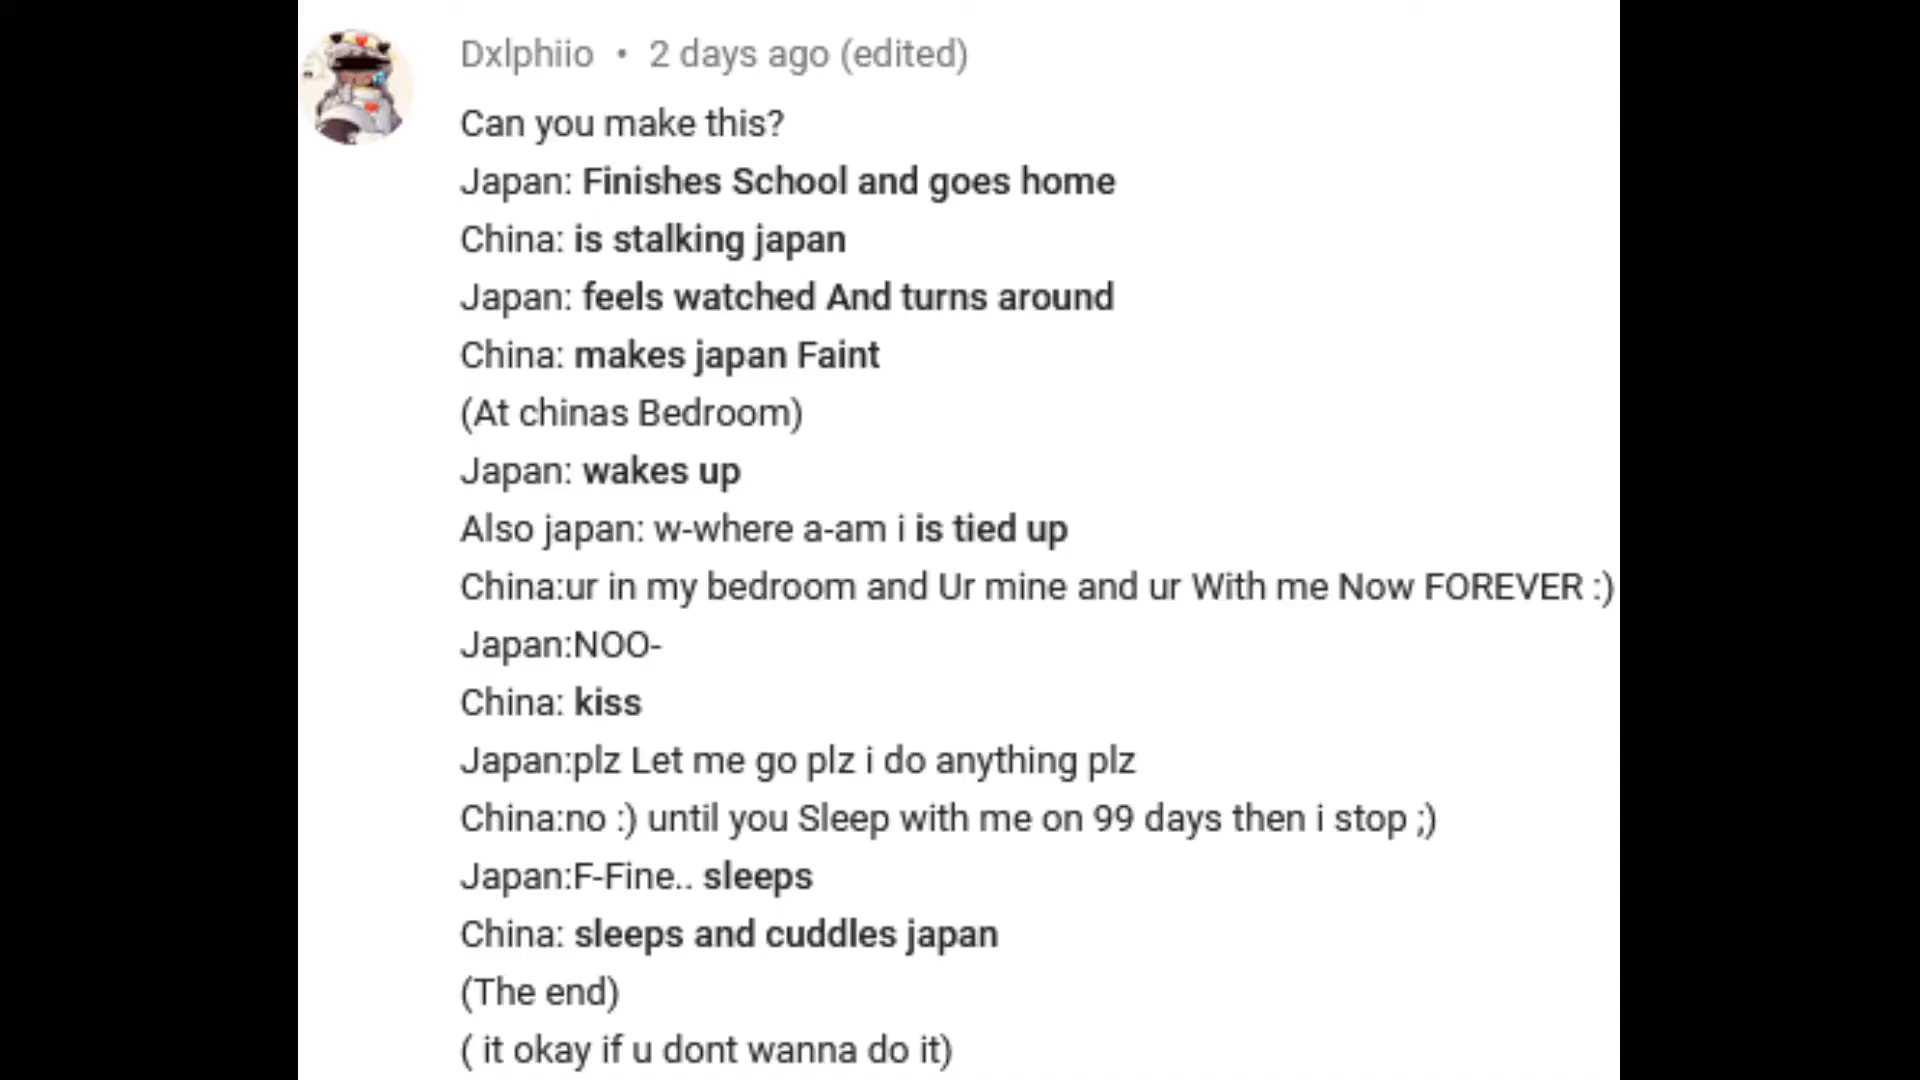 Dxlphiio • 2 days ago (edited)
Can you make this?
Japan: Finishes School and goes home
China: is stalking japan
Japan: feels watched And turns around
China: makes japan Faint
(At chinas Bedroom)
Japan: wakes up
Also japan: w-where a-am i is tied up
China:ur in my bedroom and Ur mine and ur With me Now FOREVER :)
Japan:NOO-
China: kiss
Japan:plz Let me go plz i do anything plz
China:no :) until you Sleep with me on 99 days then i stop ;)
Japan:F-Fine.. sleeps
China: sleeps and cuddles japan
(The end)
( it okay if u dont wanna do it)